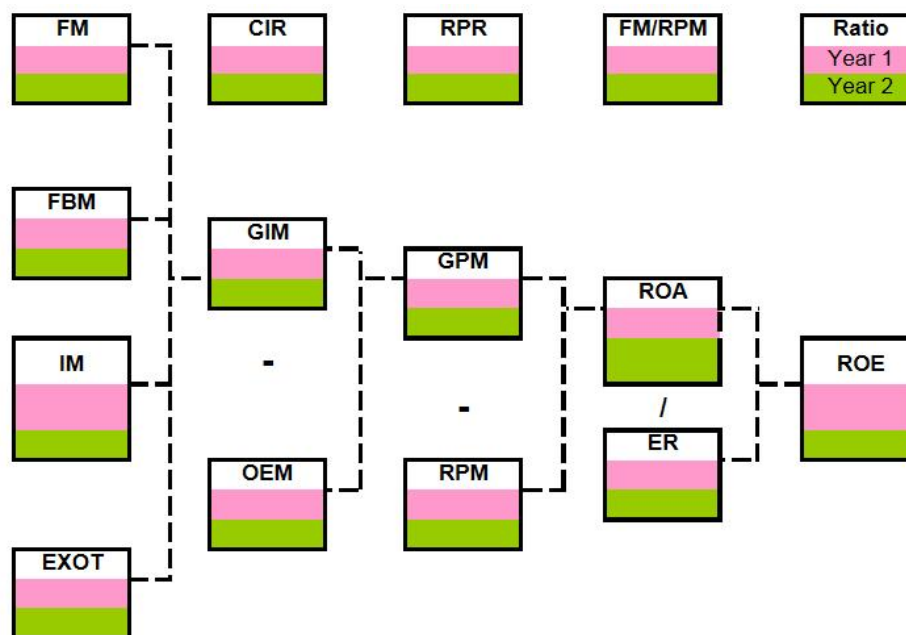 FM
CIR
RPR
FM/RPM
Ratio
Year 1
Year 2
FBM
GIM
GPM
ROA
IM
-
-
ROE
/
ER
OEM
RPM
EXOT